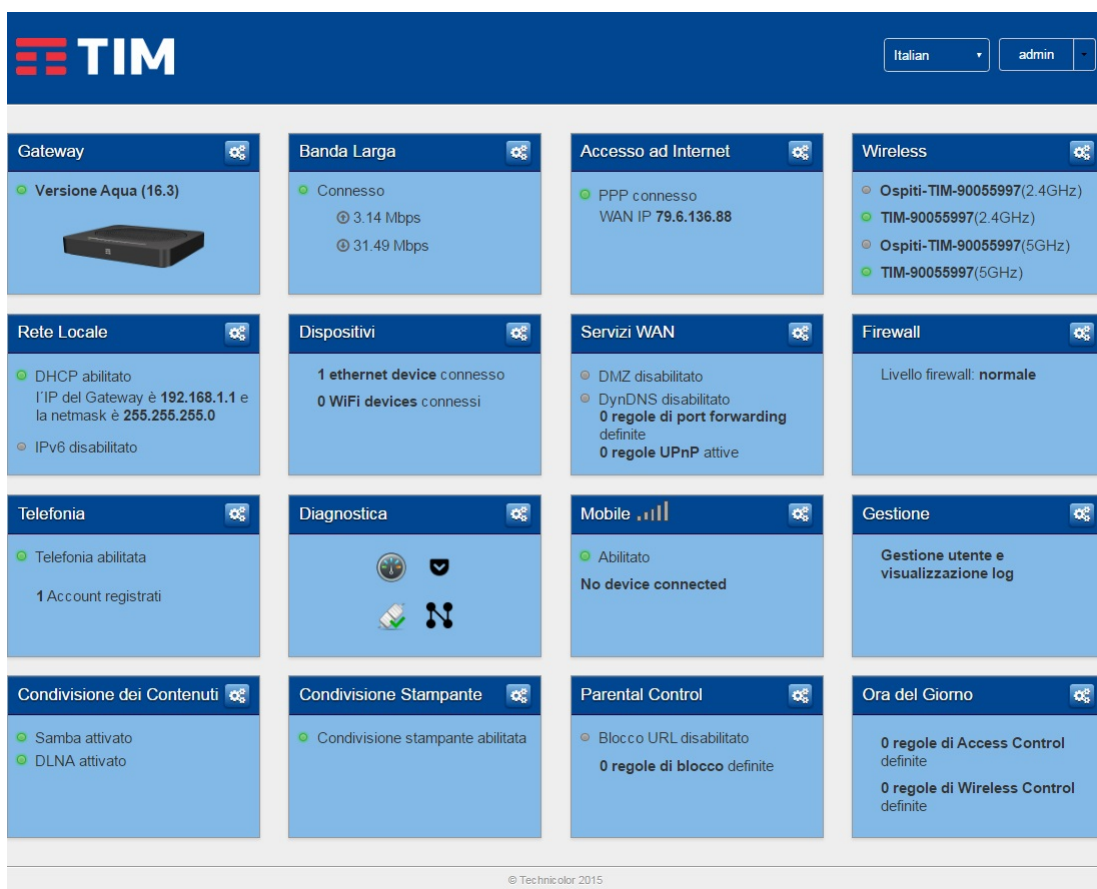 TIM
Italian
admin
Gateway
Versione Aqua (16.3)
Banda Larga
Connesso
3.14 Mbps
31.49 Mbps
Accesso ad Internet
PPP connesso
WAN IP 79.6.136.88
Wireless
Ospiti-TIM-90055997(2.4GHz)
TIM-90055997(2.4GHz)
Ospiti-TIM-90055997(5GHz)
TIM-90055997(5GHz)
Rete Locale
DHCP abilitato
l'IP del Gateway è 192.168.1.1 e
la netmask è 255.255.255.0
IPv6 disabilitato
Dispositivi
1 ethernet device connesso
0 WiFi devices connessi
Servizi WAN
DMZ disabilitato
DynDNS disabilitato
0 regole di port forwarding
definite
0 regole UPnP attive
Firewall
Livello firewall: normale
Telefonia
Telefonia abilitata
1 Account registrati
Diagnostica
Mobile
Abilitato
No device connected
Gestione
Gestione utente e
visualizzazione log
Condivisione dei Contenuti
Samba attivato
DLNA attivato
Condivisione Stampante
Condivisione stampante abilitata
Parental Control
Blocco URL disabilitato
0 regole di blocco definite
Ora del Giorno
0 regole di Access Control
definite
0 regole di Wireless Control
definite
© Technicolor 2015